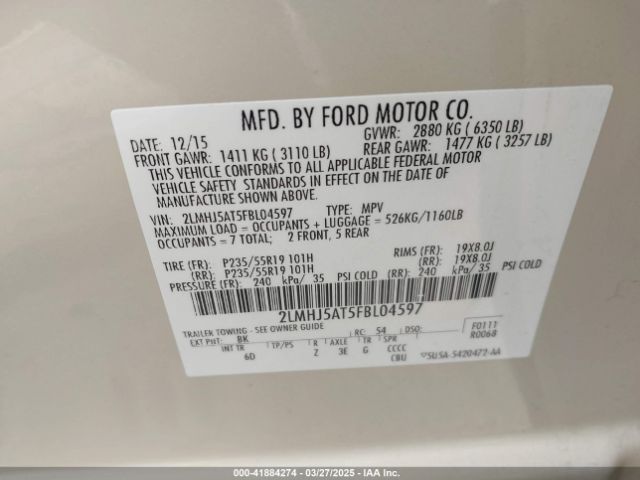 MFD. BY FORD MOTOR CO.
DATE: 12/15 GVWR: 2880 KG ( 6350 LB)
FRONT GAWR: 1411 KG ( 3110 LB) REAR GAWR: 1477 KG ( 3257 LB)
THIS VEHICLE CONFORMS TO ALL APPLICABLE FEDERAL MOTOR
VEHICLE SAFETY STANDARDS IN EFFECT ON THE DATE OF
MANUFACTURE SHOWN ABOVE.
VIN: 2LMHJ5AT5FBL04597 TYPE: MPV
MAXIMUM LOAD = OCCUPANTS + LUGGAGE = 526KG/1160LB
OCCUPANTS = 7 TOTAL; 2 FRONT, 5 REAR
TIRE (FR): P235/55R19 101H RIMS (FR): 19X8.0J
(RR): P235/55R19 101H (RR): 19X8.0J
PRESSURE (FR): 240 kPa/ 35 PSI COLD (RR): 240 kPa/ 35 PSI COLD
2LMHJ5AT5FBL04597
TRAILER TOWING - SEE OWNER GUIDE
EXT PNT: BK RC: 54 F0111
INT TR TP/PS R AXLE TR SPR R0068
6D Z 3E G CCCC
CBU 5U5A-5420472-AA
000-41884274 | 03/27/2025 | IAA, Inc.